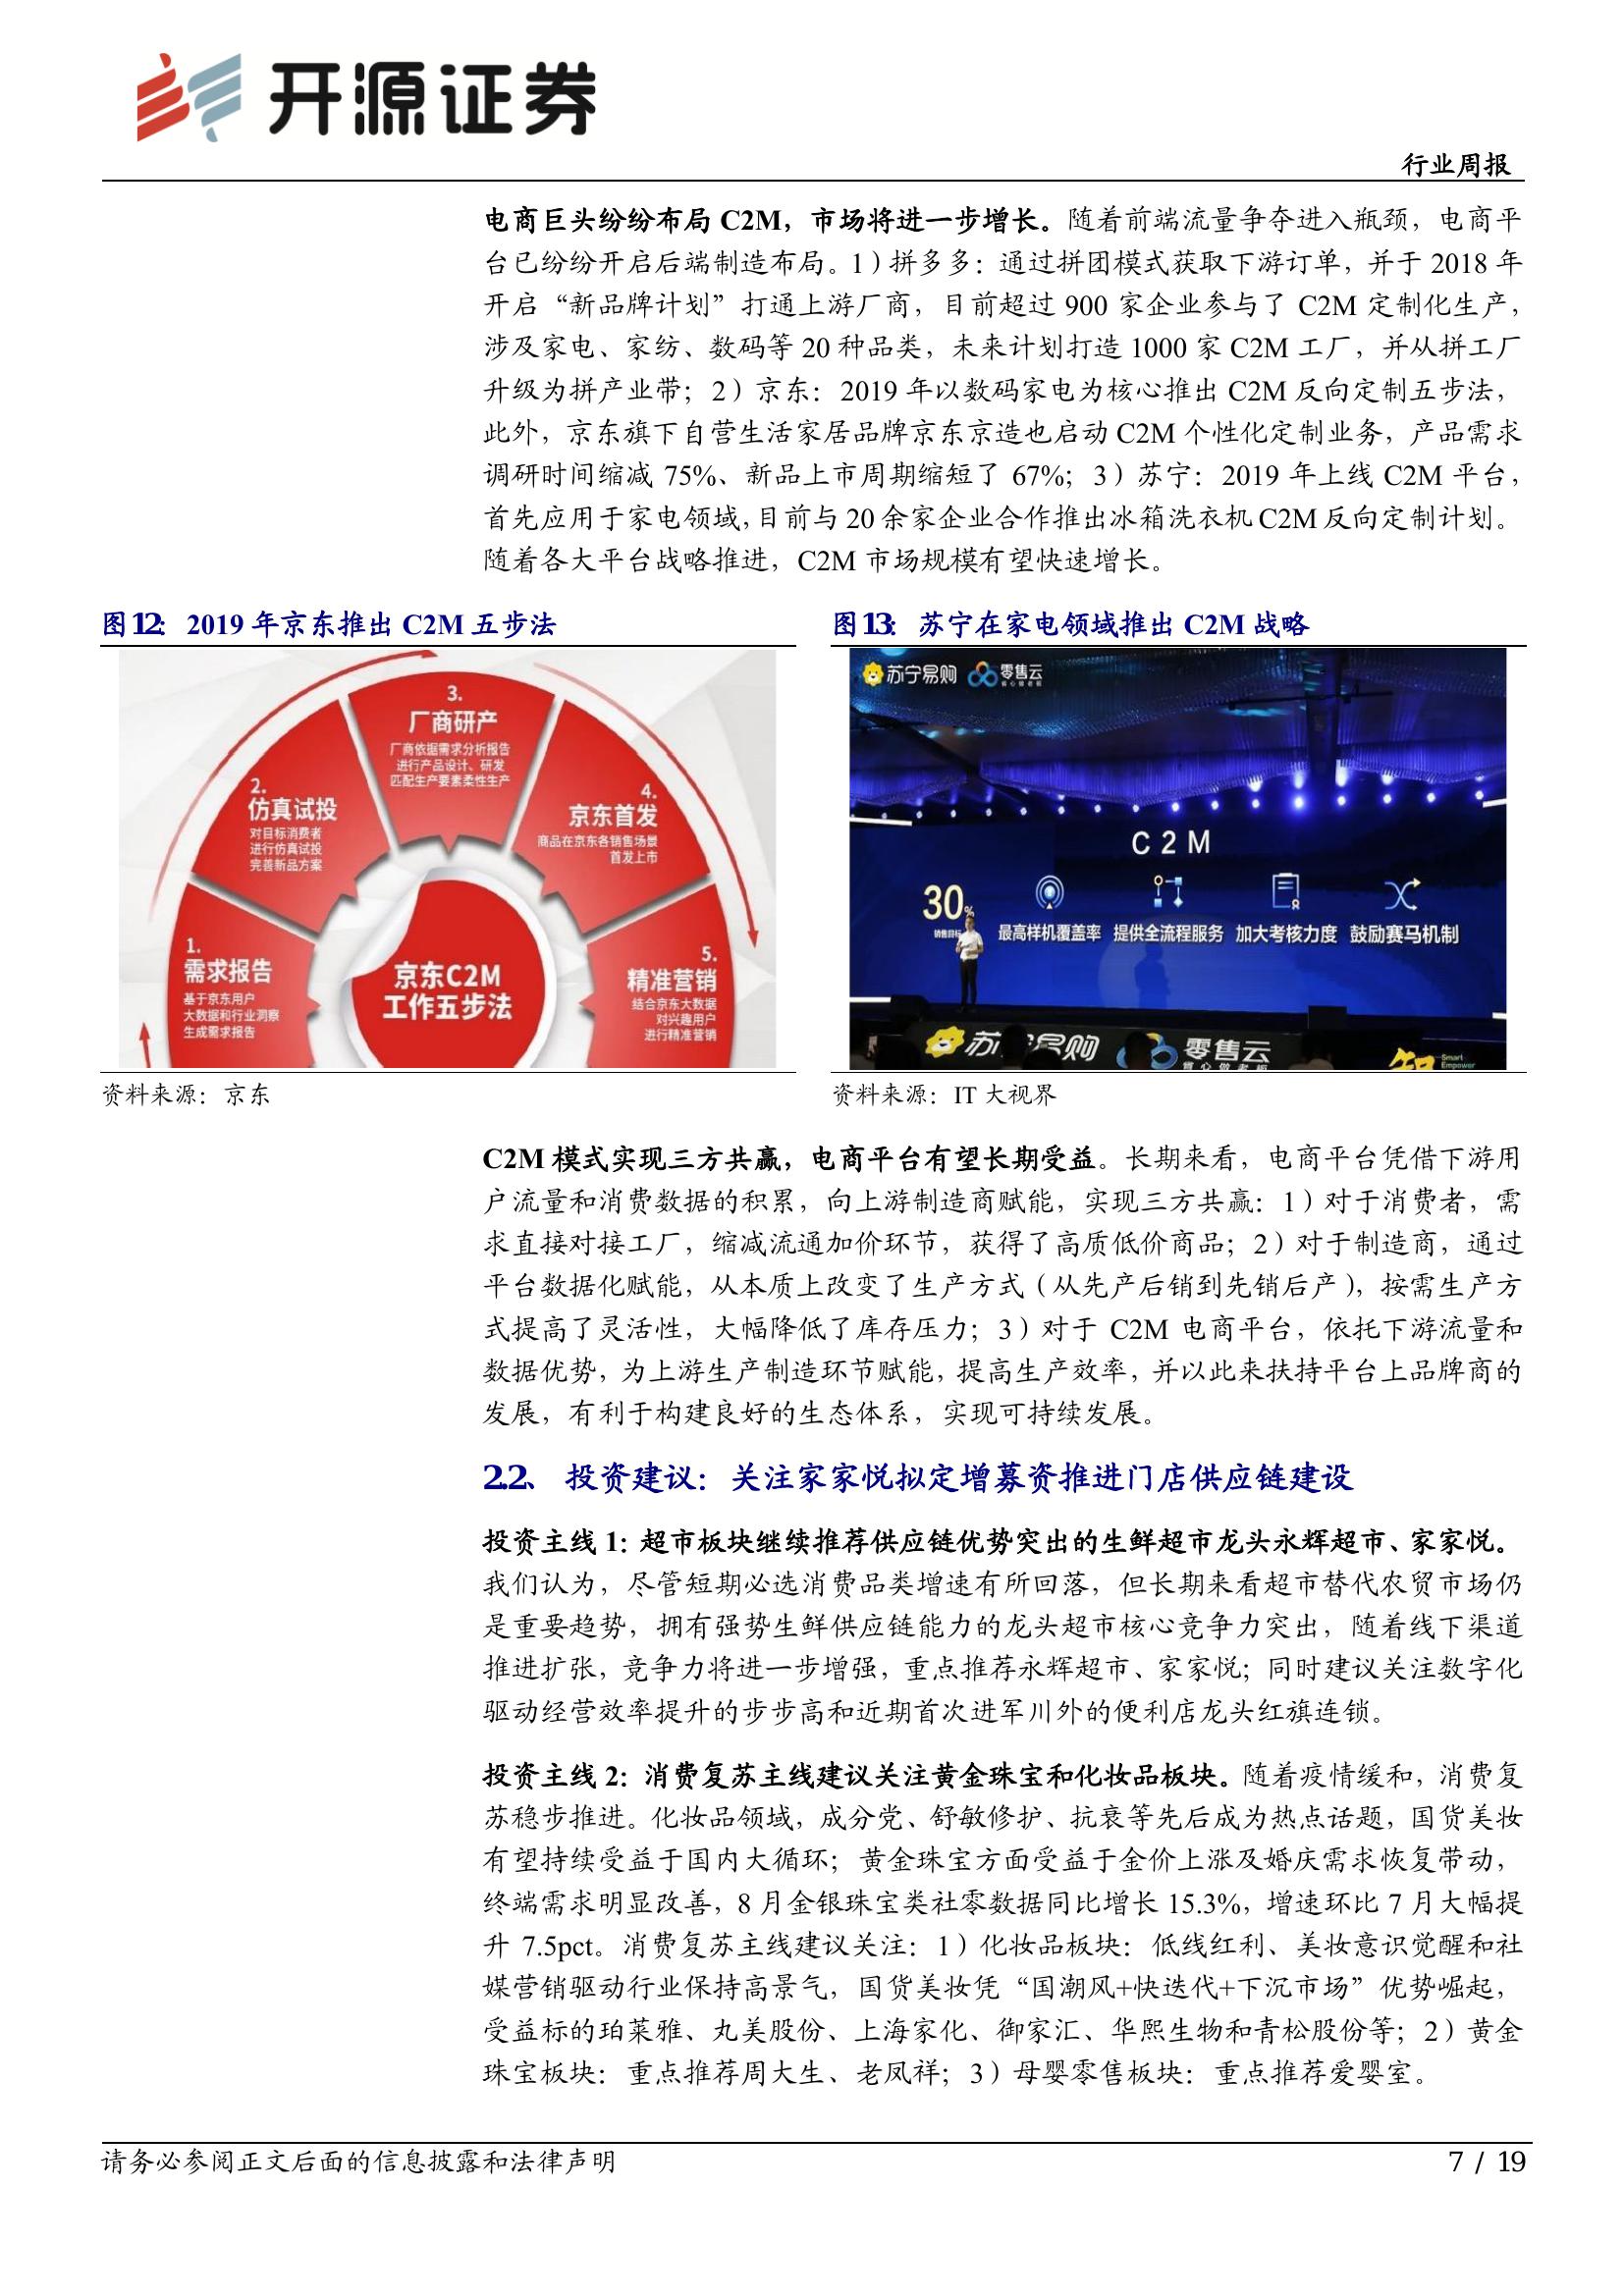 开源证券
行业周报
电商巨头纷纷布局 C2M，市场将进一步增长。随着前端流量争夺进入瓶颈，电商平
台已纷纷开启后端制造布局。1）拼多多：通过拼团模式获取下游订单，并于 2018 年
开启“新品牌计划”打通上游厂商，目前超过 900 家企业参与了 C2M 定制化生产，
涉及家电、家纺、数码等 20 种品类，未来计划打造 1000 家 C2M 工厂，并从拼工厂
升级为拼产业带；2）京东：2019 年以数码家电为核心推出 C2M 反向定制五步法，
此外，京东旗下自营生活家居品牌京东京造也启动 C2M 个性化定制业务，产品需求
调研时间缩减 75%、新品上市周期缩短了 67%；3）苏宁：2019 年上线 C2M 平台，
首先应用于家电领域，目前与 20 余家企业合作推出冰箱洗衣机 C2M 反向定制计划。
随着各大平台战略推进，C2M 市场规模有望快速增长。
图12： 2019 年京东推出 C2M 五步法
3.
厂商研产
厂商依据需求分析报告
进行产品设计、研发
匹配生产要素柔性生产
2.
仿真试投
对目标消费者
进行仿真试投
完善新品方案
4.
京东首发
商品在京东各销售场景
首发上市
1.
需求报告
基于京东用户
大数据和行业洞察
生成需求报告
京东C2M
工作五步法
5.
精准营销
结合京东大数据
对兴趣用户
进行精准营销
资料来源：京东
图13： 苏宁在家电领域推出 C2M 战略
苏宁易购 零售云
C2M
30%
销售目标
最高样机覆盖率 提供全流程服务 加大考核力度 鼓励赛马机制
零售云
Smart
Empower
资料来源：IT 大视界
C2M 模式实现三方共赢，电商平台有望长期受益。长期来看，电商平台凭借下游用
户流量和消费数据的积累，向上游制造商赋能，实现三方共赢：1）对于消费者，需
求直接对接工厂，缩减流通加价环节，获得了高质低价商品；2）对于制造商，通过
平台数据化赋能，从本质上改变了生产方式（从先产后销到先销后产），按需生产方
式提高了灵活性，大幅降低了库存压力；3）对于 C2M 电商平台，依托下游流量和
数据优势，为上游生产制造环节赋能，提高生产效率，并以此来扶持平台上品牌商的
发展，有利于构建良好的生态体系，实现可持续发展。
2.2、 投资建议：关注家家悦拟定增募资推进门店供应链建设
投资主线 1：超市板块继续推荐供应链优势突出的生鲜超市龙头永辉超市、家家悦。
我们认为，尽管短期必选消费品类增速有所回落，但长期来看超市替代农贸市场仍
是重要趋势，拥有强势生鲜供应链能力的龙头超市核心竞争力突出，随着线下渠道
推进扩张，竞争力将进一步增强，重点推荐永辉超市、家家悦；同时建议关注数字化
驱动经营效率提升的步步高和近期首次进军川外的便利店龙头红旗连锁。
投资主线 2：消费复苏主线建议关注黄金珠宝和化妆品板块。随着疫情缓和，消费复
苏稳步推进。化妆品领域，成分党、舒敏修护、抗衰等先后成为热点话题，国货美妆
有望持续受益于国内大循环；黄金珠宝方面受益于金价上涨及婚庆需求恢复带动，
终端需求明显改善，8 月金银珠宝类社零数据同比增长 15.3%，增速环比 7 月大幅提
升 7.5pct。消费复苏主线建议关注：1）化妆品板块：低线红利、美妆意识觉醒和社
媒营销驱动行业保持高景气，国货美妆凭“国潮风+快迭代+下沉市场”优势崛起，
受益标的珀莱雅、丸美股份、上海家化、御家汇、华熙生物和青松股份等；2）黄金
珠宝板块：重点推荐周大生、老凤祥；3）母婴零售板块：重点推荐爱婴室。
请务必参阅正文后面的信息披露和法律声明
7 / 19